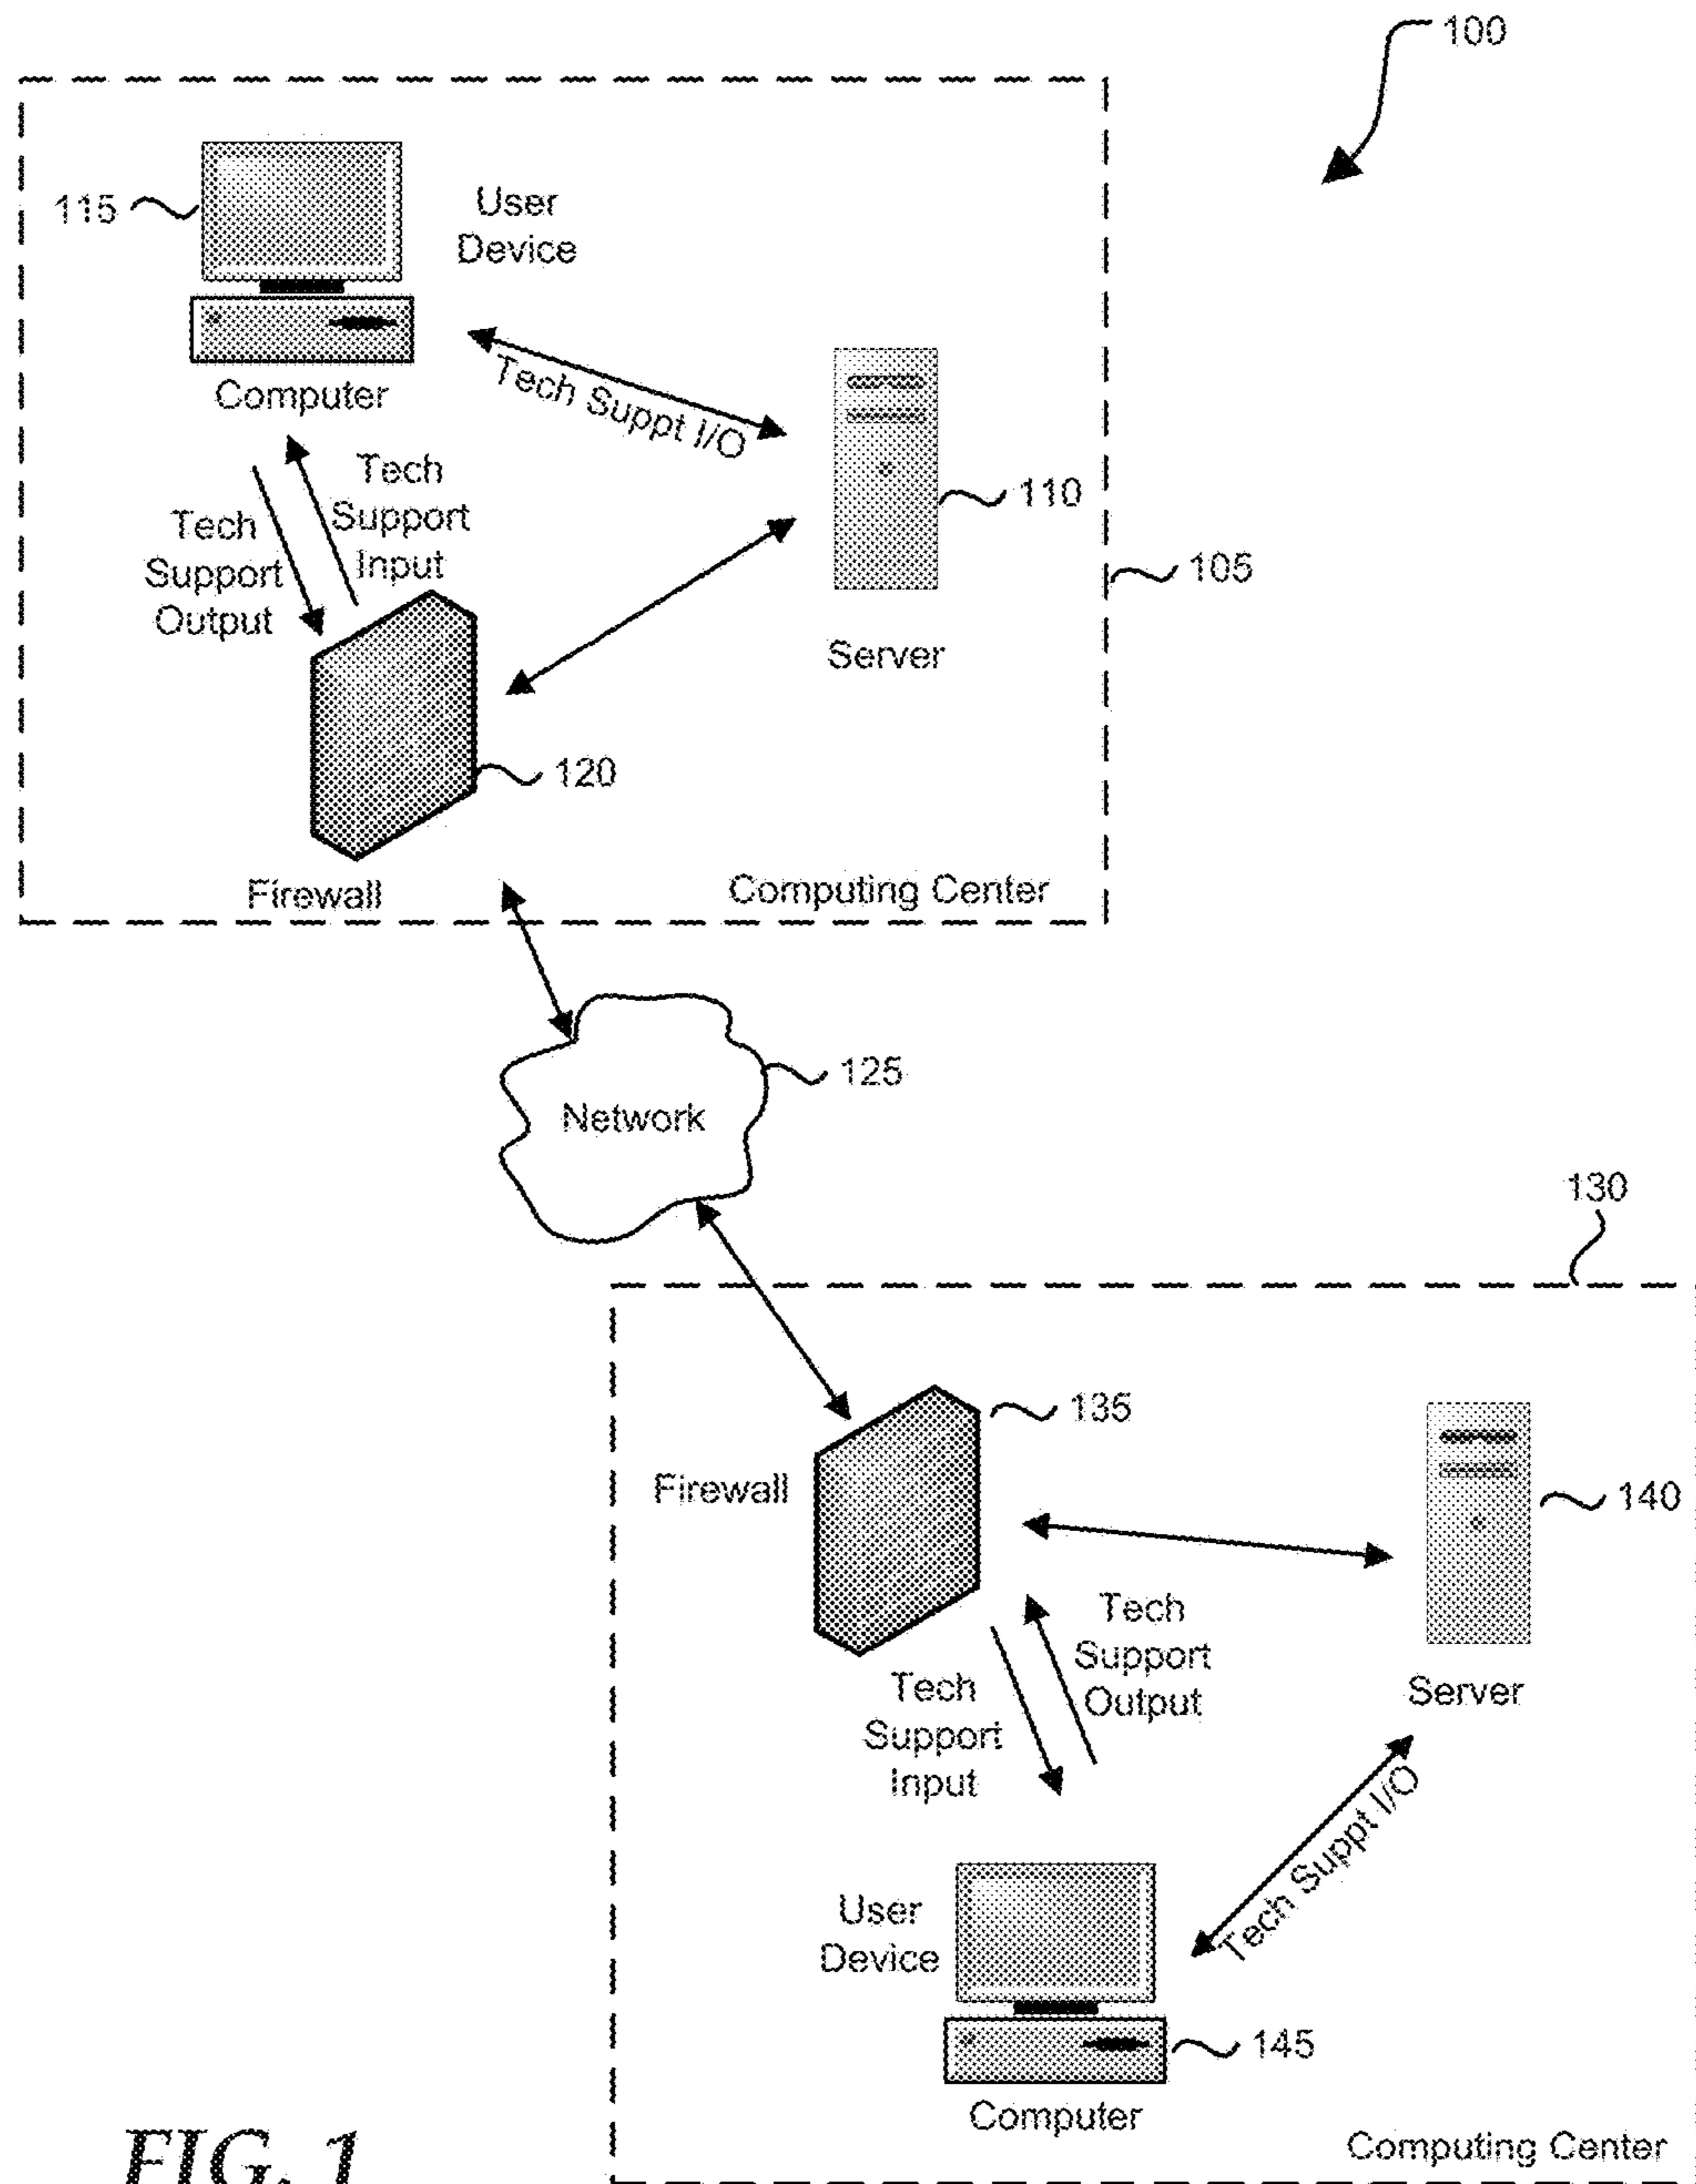 100
115
User
Device
Computer
Tech Suppt I/O
110
Tech
Support
Input
Tech
Support
Output
105
Server
120
Firewall
Computing Center
125
Network
130
135
Firewall
140
Tech
Support
Output
Tech
Support
Input
Server
Tech Suppt I/O
User
Device
145
Computer
Computing Center
FIG. 1